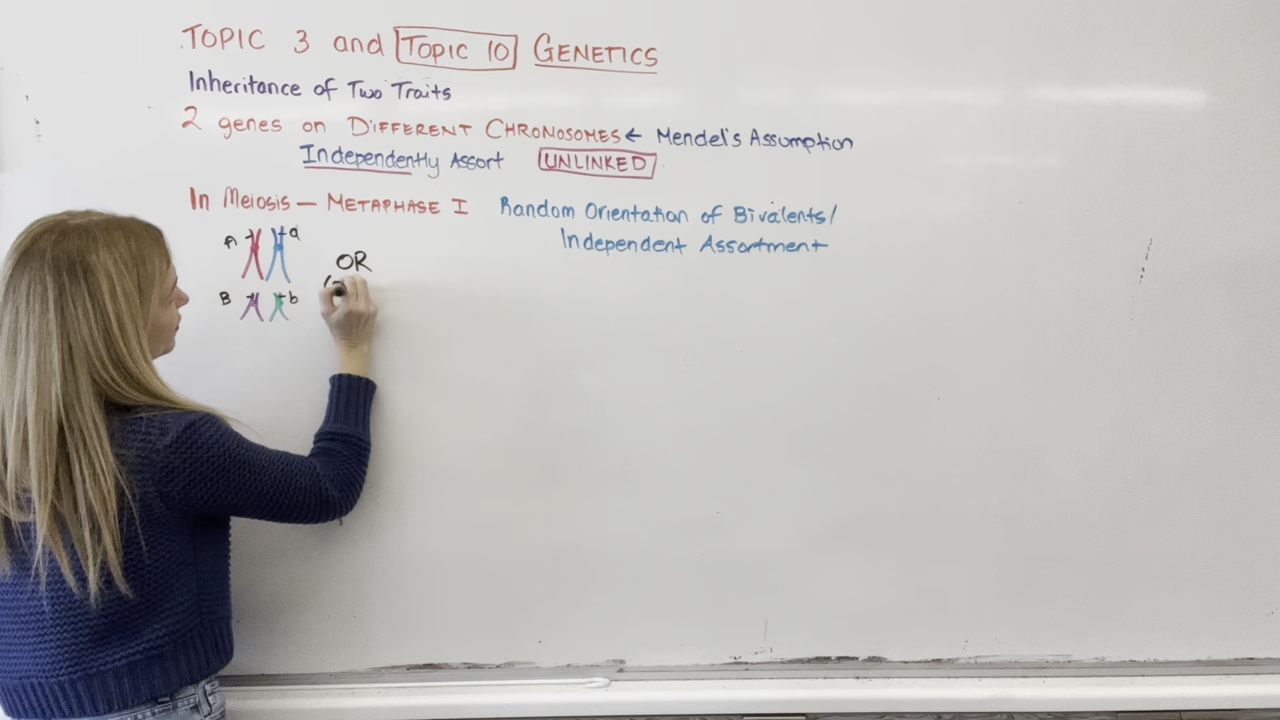 TOPIC 3 and TOPIC 10 GENETICS
Inheritance of Two Traits
2 genes on DIFFERENT CHRONOSOMES ← Mendel's Assumption
Independently Assort UNLINKED
In Meiosis — METAPHASE I Random Orientation of Bivalents/
Independent Assortment
A a
OR
B b